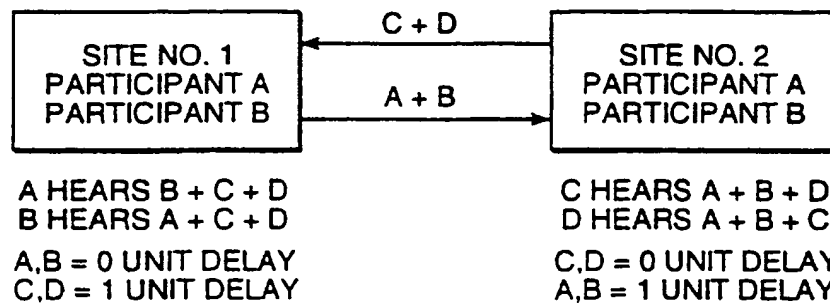 C + D
SITE NO. 1
PARTICIPANT A
PARTICIPANT B
A + B
SITE NO. 2
PARTICIPANT A
PARTICIPANT B
A HEARS B + C + D
B HEARS A + C + D
A,B = 0 UNIT DELAY
C,D = 1 UNIT DELAY
C HEARS A + B + D
D HEARS A + B + C
C,D = 0 UNIT DELAY
A,B = 1 UNIT DELAY